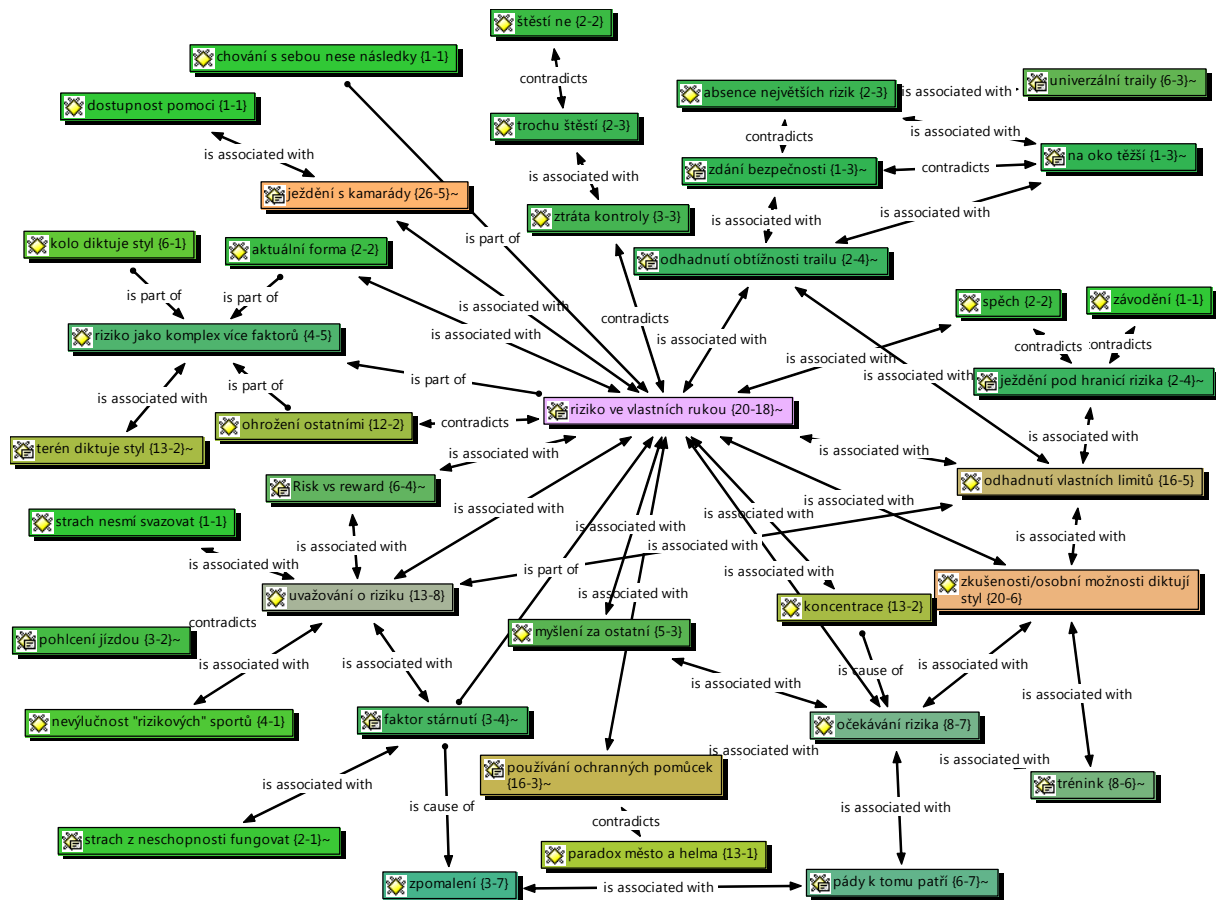 štěstí ne {2-2}
chování s sebou nese následky {1-1}
contradicts
absence největších rizik {2-3}
is associated with
univerzální traily {6-3}~
dostupnost pomoci {1-1}
trochu štěstí {2-3}
contradicts
is associated with
is associated with
na oko těžší {1-3}~
is associated with
zdání bezpečnosti {1-3}~
contradicts
ježdění s kamarády {26-5}~
ztráta kontroly {3-3}
is associated with
is associated with
kolo diktuje styl {6-1}
aktuální forma {2-2}
is part of
odhadnutí obtížnosti trailu {2-4}~
is part of
is part of
is associated with
spěch {2-2}
závodění {1-1}
contradicts
riziko jako komplex více faktorů {4-5}
is associated with
is associated with
contradicts
ontradicts
is associated with
is part of
is part of
is associated with
ježdění pod hranicí rizika {2-4}~
is associated with
ohrožení ostatními {12-2}
contradicts
riziko ve vlastních rukou {20-18}~
terén diktuje styl {13-2}~
is associated with
is associated with
is associated with
Risk vs reward {6-4}~
odhadnutí vlastních limitů {16-5}
strach nesmí svazovat {1-1}
is associated with
is associated with
is associated with
is associated with
is associated with
is associated with
is associated with
is part of
uvažování o riziku {13-8}
is associated with
koncentrace {13-2}
zkušenosti/osobní možnosti diktují
styl {20-6}
contradicts
pohlcení jízdou {3-2}~
myšlení za ostatní {5-3}
is associated with
is associated with
is cause of
is associated with
is associated with
nevýlučnost "rizikových" sportů {4-1}
faktor stárnutí {3-4}~
očekávání rizika {8-7}
is associated with
is associated with
is associated with
používání ochranných pomůcek
{16-3}~
is associated with
trénink {8-6}~
is cause of
is associated with
contradicts
strach z neschopnosti fungovat {2-1}~
paradox město a helma {13-1}
zpomalení {3-7}
is associated with
pády k tomu patří {6-7}~